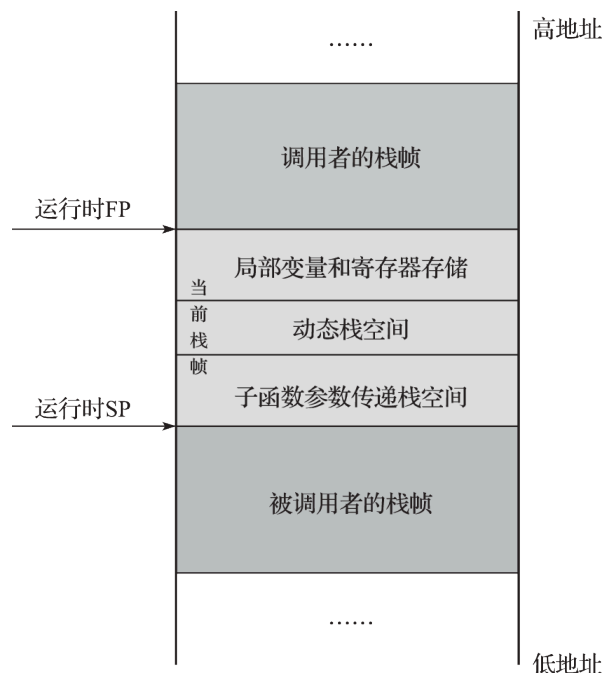 高地址
……
调用者的栈帧
运行时FP
局部变量和寄存器存储
当前栈帧
动态栈空间
子函数参数传递栈空间
运行时SP
被调用者的栈帧
……
低地址